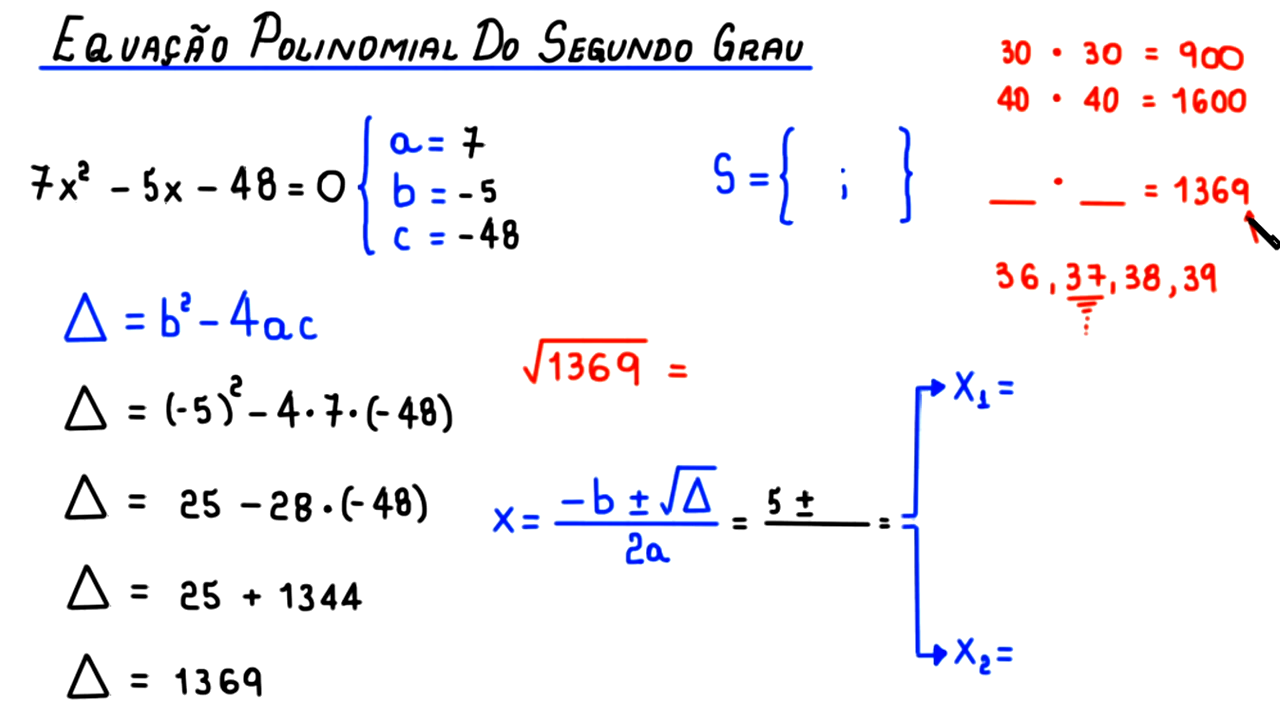 EQUAÇÃO POLINOMIAL DO SEGUNDO GRAU
30 · 30 = 900
40 · 40 = 1600
__ · __ = 1369
36, 37, 38, 39
7x² - 5x - 48 = 0
a = 7
b = -5
c = -48
S = { ; }
Δ = b² - 4ac
Δ = (-5)² - 4·7·(-48)
Δ = 25 - 28·(-48)
Δ = 25 + 1344
Δ = 1369
√1369 =
x = (-b ± √Δ)/2a = 5 ± =
X₁ =
X₂ =